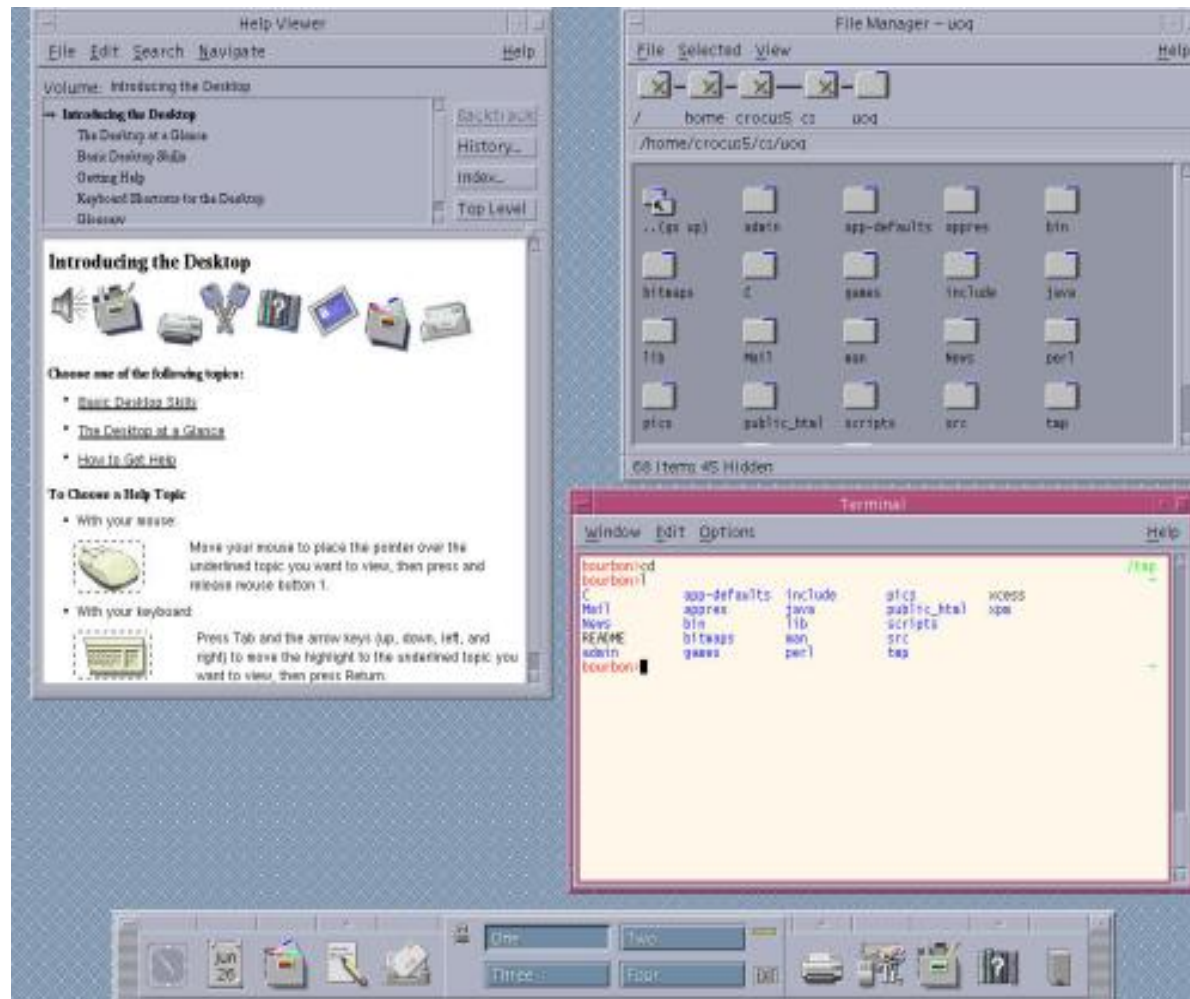 Help Viewer
File Edit Search Navigate Help
Volume: Introducing the Desktop
Introducing the Desktop
The Desktop at a Glance
Basic Desktop Skills
Getting Help
Keyboard Shortcuts for the Desktop
Glossary
Backtrack
History...
Index...
Top Level
Introducing the Desktop
Choose one of the following topics:
• Basic Desktop Skills
• The Desktop at a Glance
• How to Get Help
To Choose a Help Topic
• With your mouse:
Move your mouse to place the pointer over the
underlined topic you want to view, then press and
release mouse button 1.
• With your keyboard:
Press Tab and the arrow keys (up, down, left, and
right) to move the highlight to the underlined topic you
want to view, then press Return.
File Manager - uoq
File Selected View Help
/ home crocus5 cs uoq
/home/crocus5/cs/uoq
..(go up) admin app-defaults appres bin
bitmaps C games include java
lib Mail man News perl
pics public_html scripts src tmp
68 Items 45 Hidden
Terminal
Window Edit Options Help
bourbon:cd /tmp
bourbon:l ~
C app-defaults include pics xcess
Mail appres java public_html xpm
News bin lib scripts
README bitmaps man src
admin games perl tmp
bourbon: ~
Jun
26
One Two
Three Four